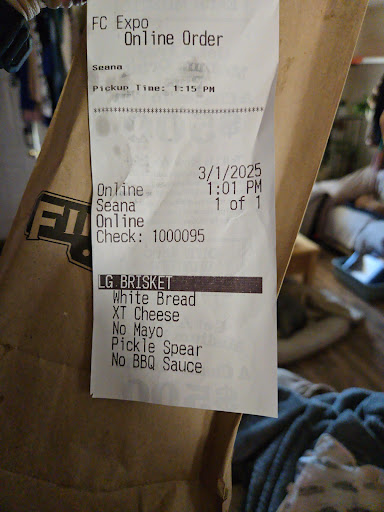 FC Expo
Online Order
Seana
Pickup Time: 1:15 PM
3/1/2025
Online 1:01 PM
Seana 1 of 1
Online
Check: 1000095
LG BRISKET
White Bread
XT Cheese
No Mayo
Pickle Spear
No BBQ Sauce